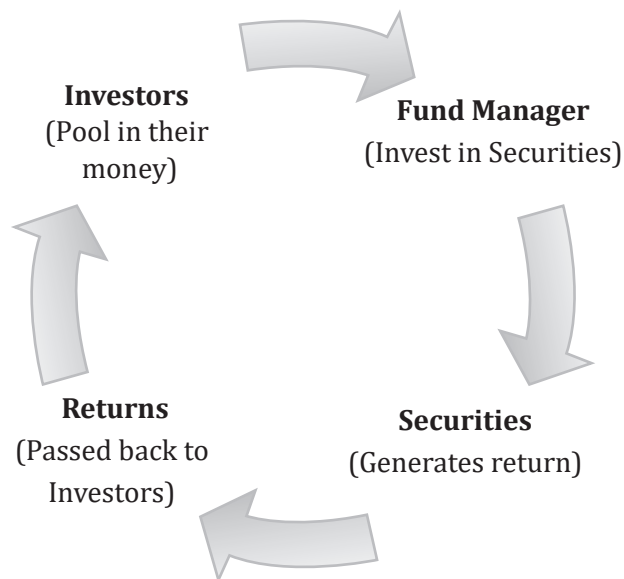 Investors
(Pool in their
money)
Fund Manager
(Invest in Securities)
Securities
(Generates return)
Returns
(Passed back to
Investors)